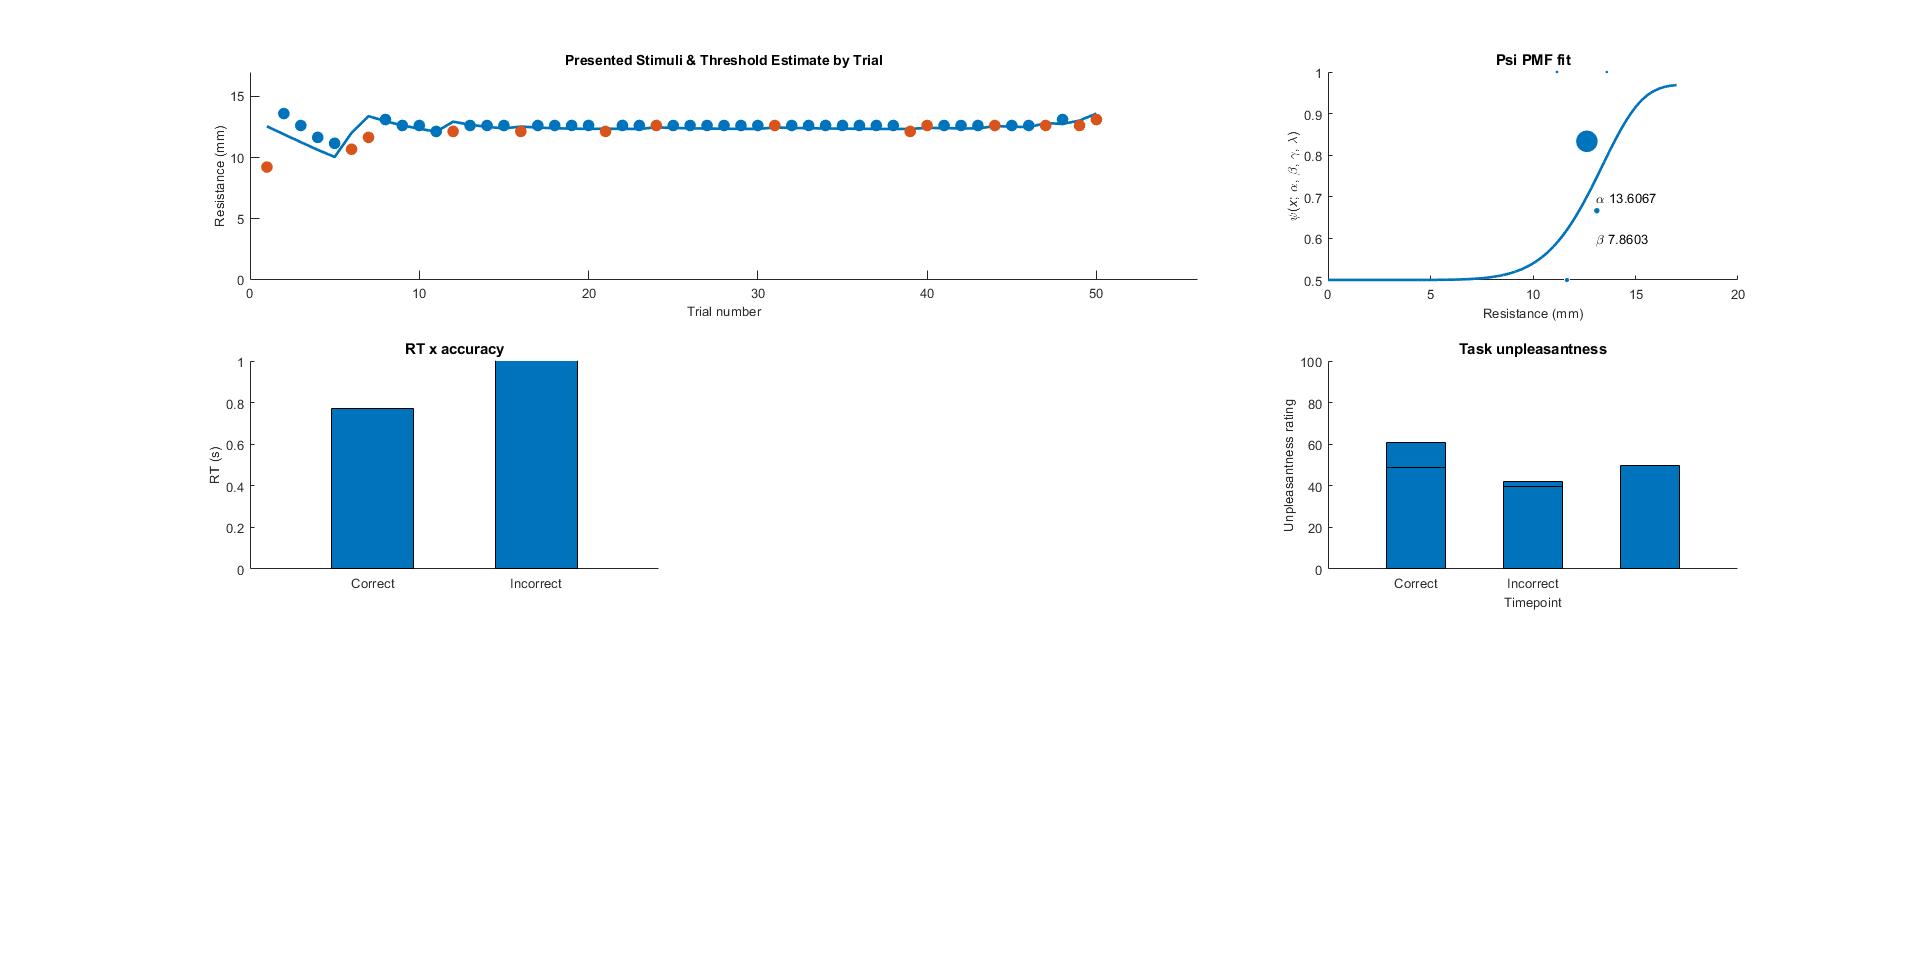 Presented Stimuli & Threshold Estimate by Trial
15
10
5
0
Resistance (mm)
0 10 20 30 40 50
Trial number
Psi PMF fit
1
0.9
0.8
0.7
0.6
0.5
ψ(x; α, β, γ, λ)
α 13.6067
β 7.8603
0 5 10 15 20
Resistance (mm)
RT x accuracy
1
0.8
0.6
0.4
0.2
0
RT (s)
Correct Incorrect
Task unpleasantness
100
80
60
40
20
0
Unpleasantness rating
Correct Incorrect
Timepoint